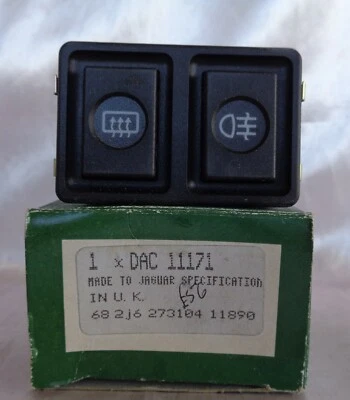 1 x DAC 11171
MADE TO JAGUAR SPECIFICATION
IN U. K.
68 2j6 273104 11890